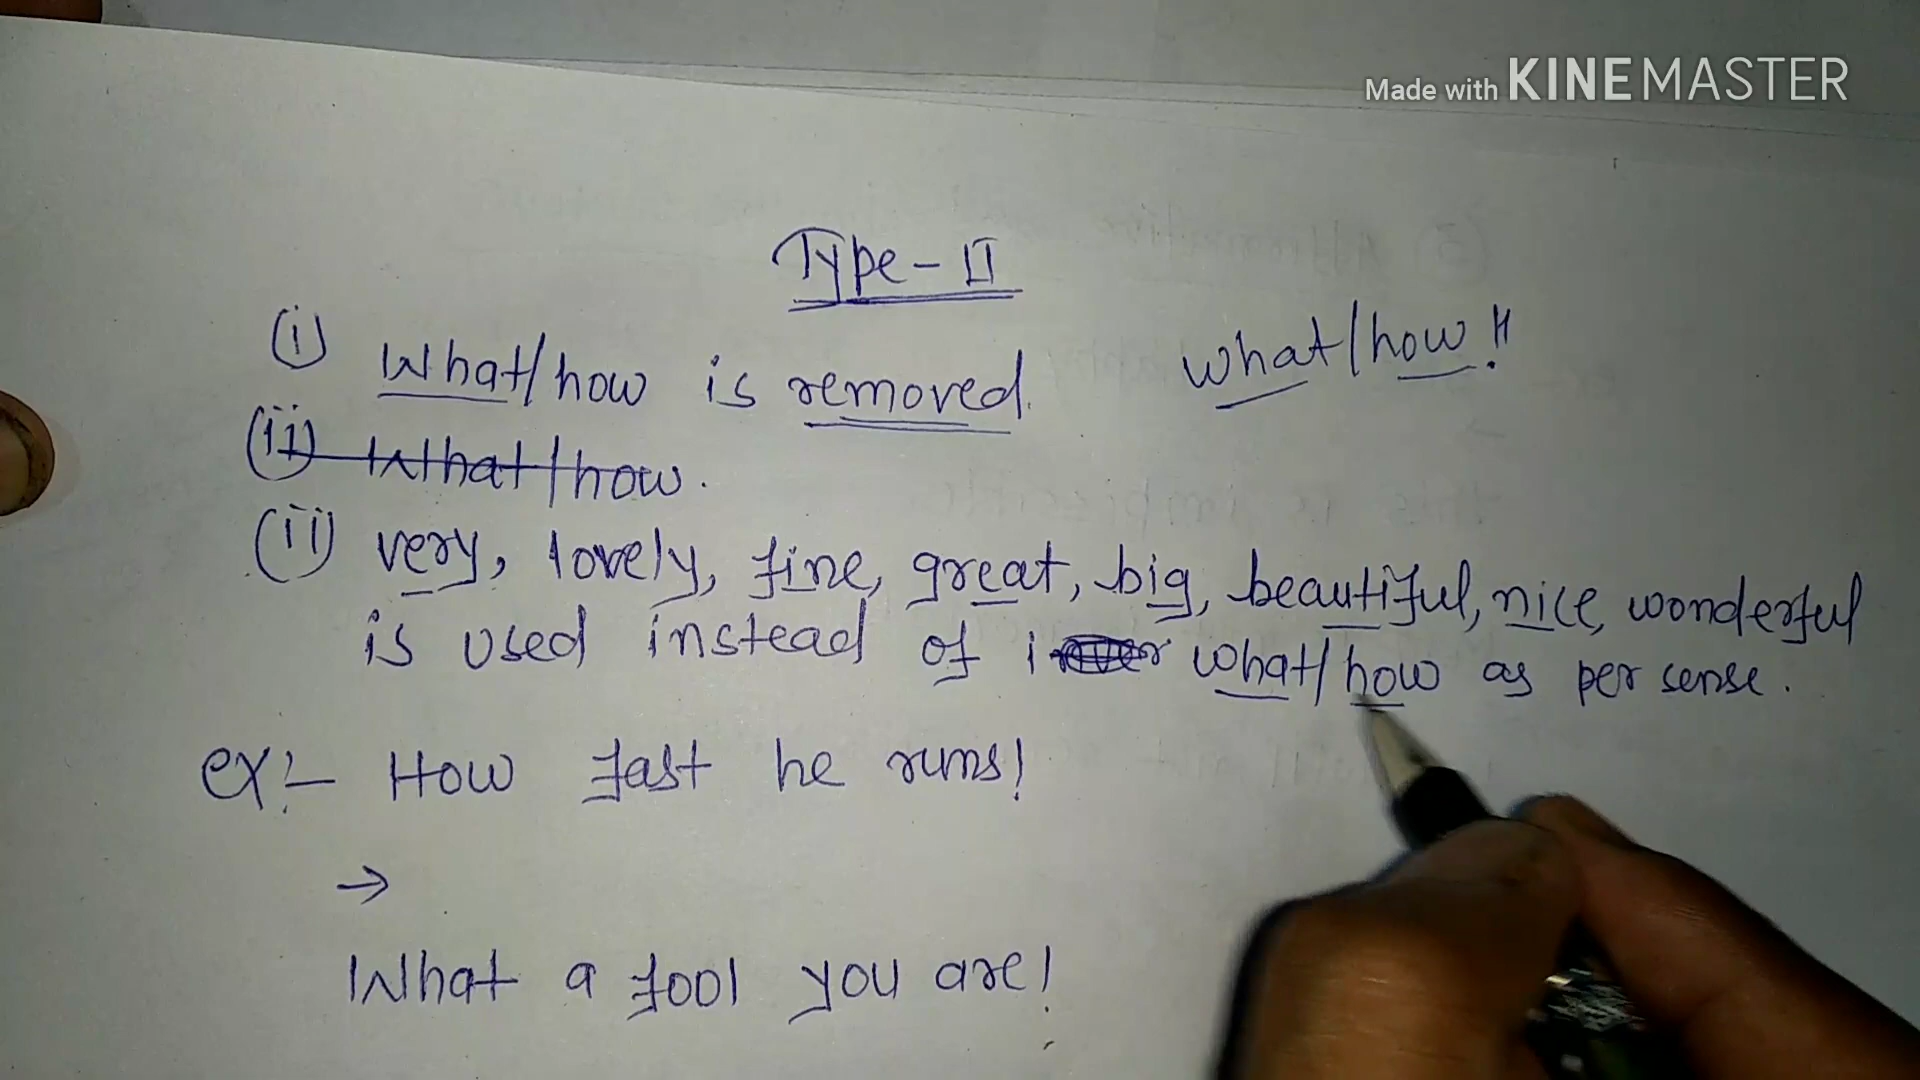 Made with KINEMASTER
Type - II
(i) What/how is removed.
what/how !!
(ii) What/how.
(ii) very, lovely, fine, great, big, beautiful, nice, wonderful
is used instead of what/how as per sense.
ex:- How fast he runs!
→
What a fool you are!